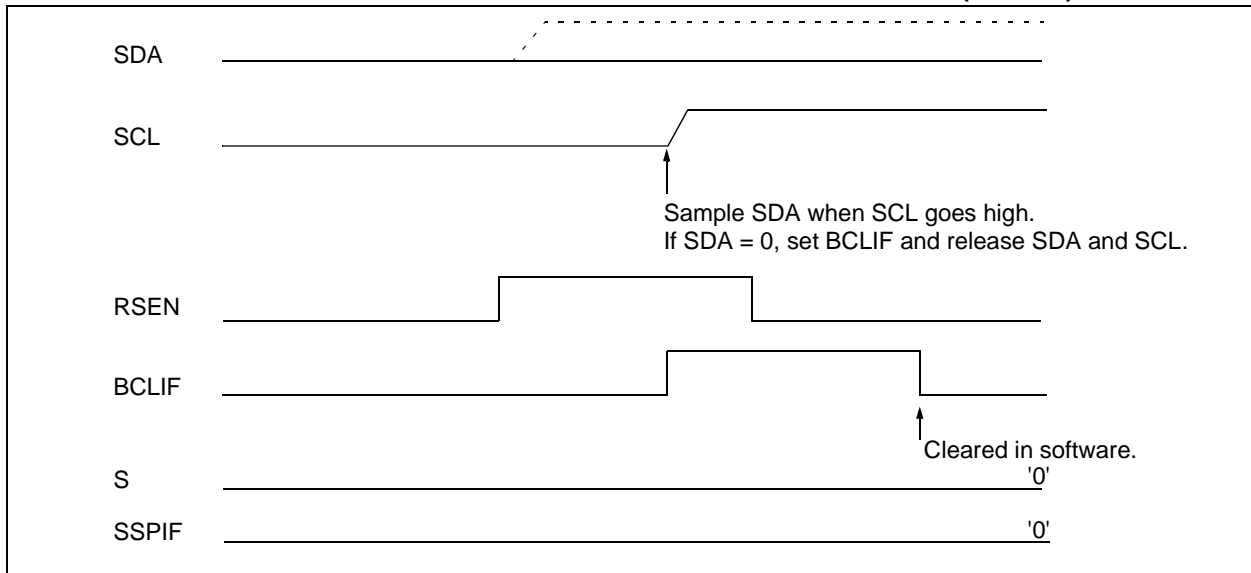 SDA
SCL
Sample SDA when SCL goes high.
If SDA = 0, set BCLIF and release SDA and SCL.
RSEN
BCLIF
Cleared in software.
S '0'
SSPIF '0'